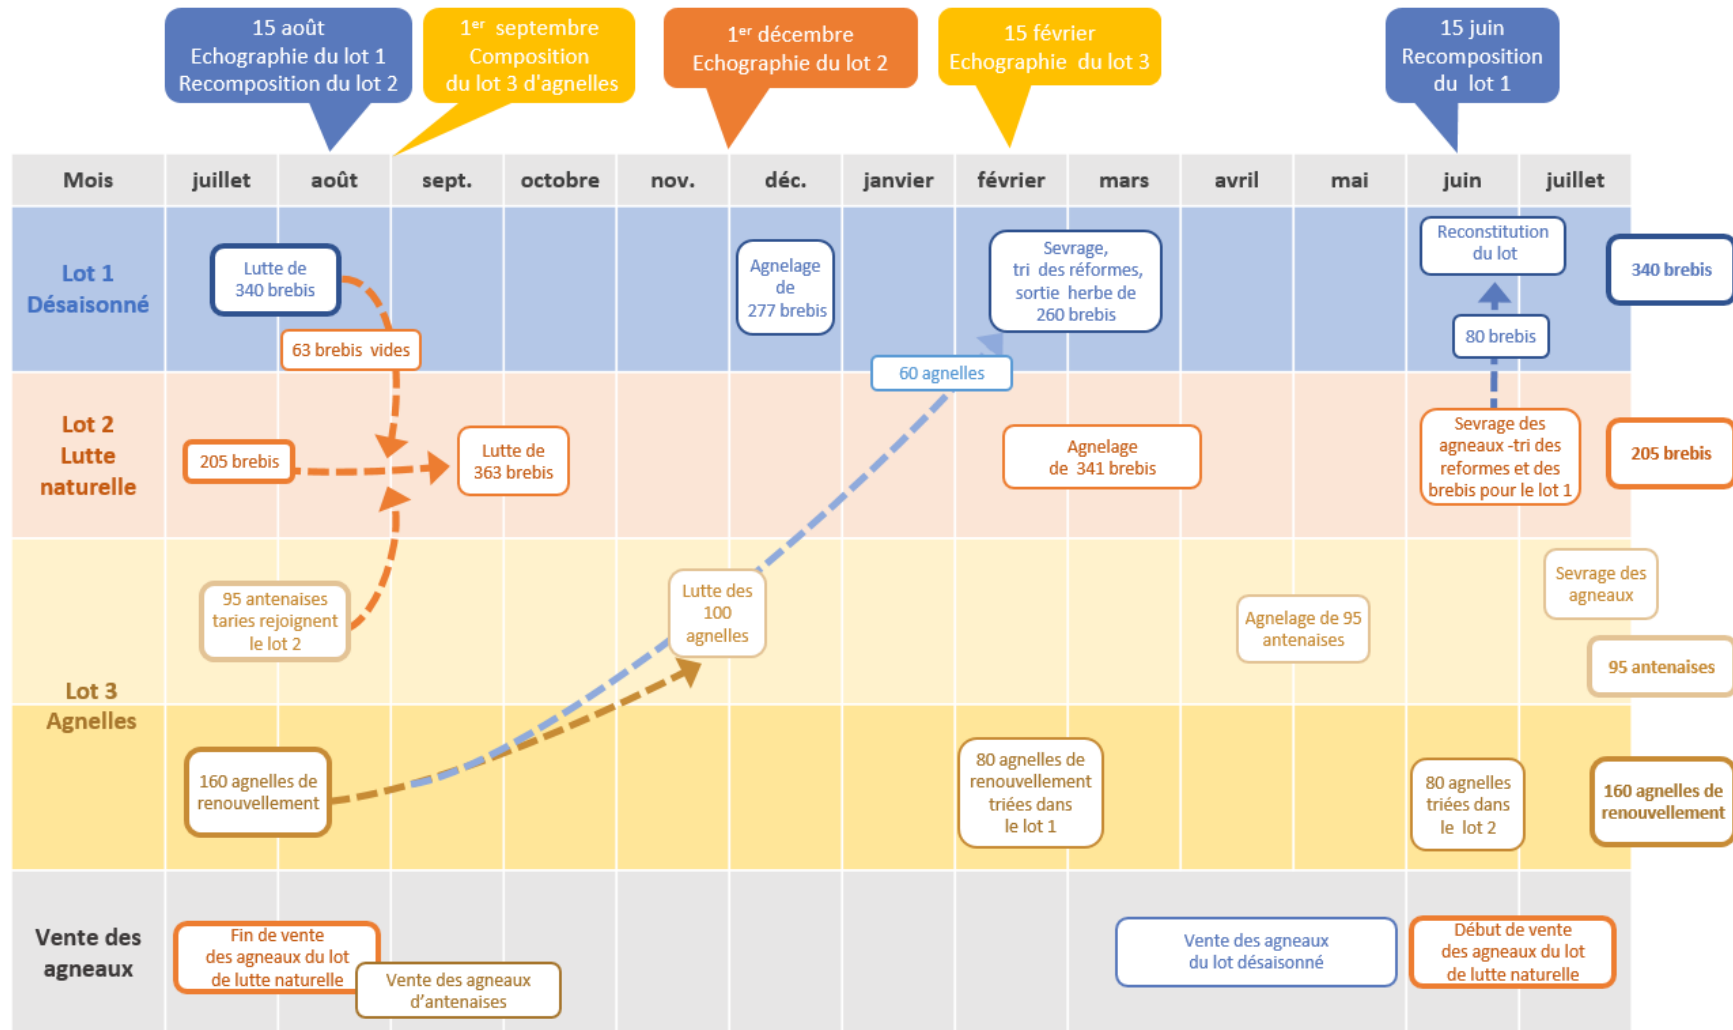 15 août
Echographie du lot 1
Recomposition du lot 2
1er septembre
Composition
du lot 3 d'agnelles
1er décembre
Echographie du lot 2
15 février
Echographie du lot 3
15 juin
Recomposition
du lot 1
Mois
juillet
août
sept.
octobre
nov.
déc.
janvier
février
mars
avril
mai
juin
juillet
Lot 1
Désaisonné
Lutte de
340 brebis
63 brebis vides
Agnelage
de
277 brebis
Sevrage,
tri des réformes,
sortie herbe de
260 brebis
60 agnelles
Reconstitution
du lot
80 brebis
340 brebis
Lot 2
Lutte
naturelle
205 brebis
Lutte de
363 brebis
Agnelage
de 341 brebis
Sevrage des
agneaux -tri des
reformes et des
brebis pour le lot 1
205 brebis
Lot 3
Agnelles
95 antenaises
taries rejoignent
le lot 2
Lutte des
100
agnelles
Agnelage de 95
antenaises
Sevrage des
agneaux
95 antenaises
160 agnelles de
renouvellement
80 agnelles de
renouvellement
triées dans
le lot 1
80 agnelles
triées dans
le lot 2
160 agnelles de
renouvellement
Vente des
agneaux
Fin de vente
des agneaux du lot
de lutte naturelle
Vente des agneaux
d’antenaises
Vente des agneaux
du lot désaisonné
Début de vente
des agneaux du lot
de lutte naturelle